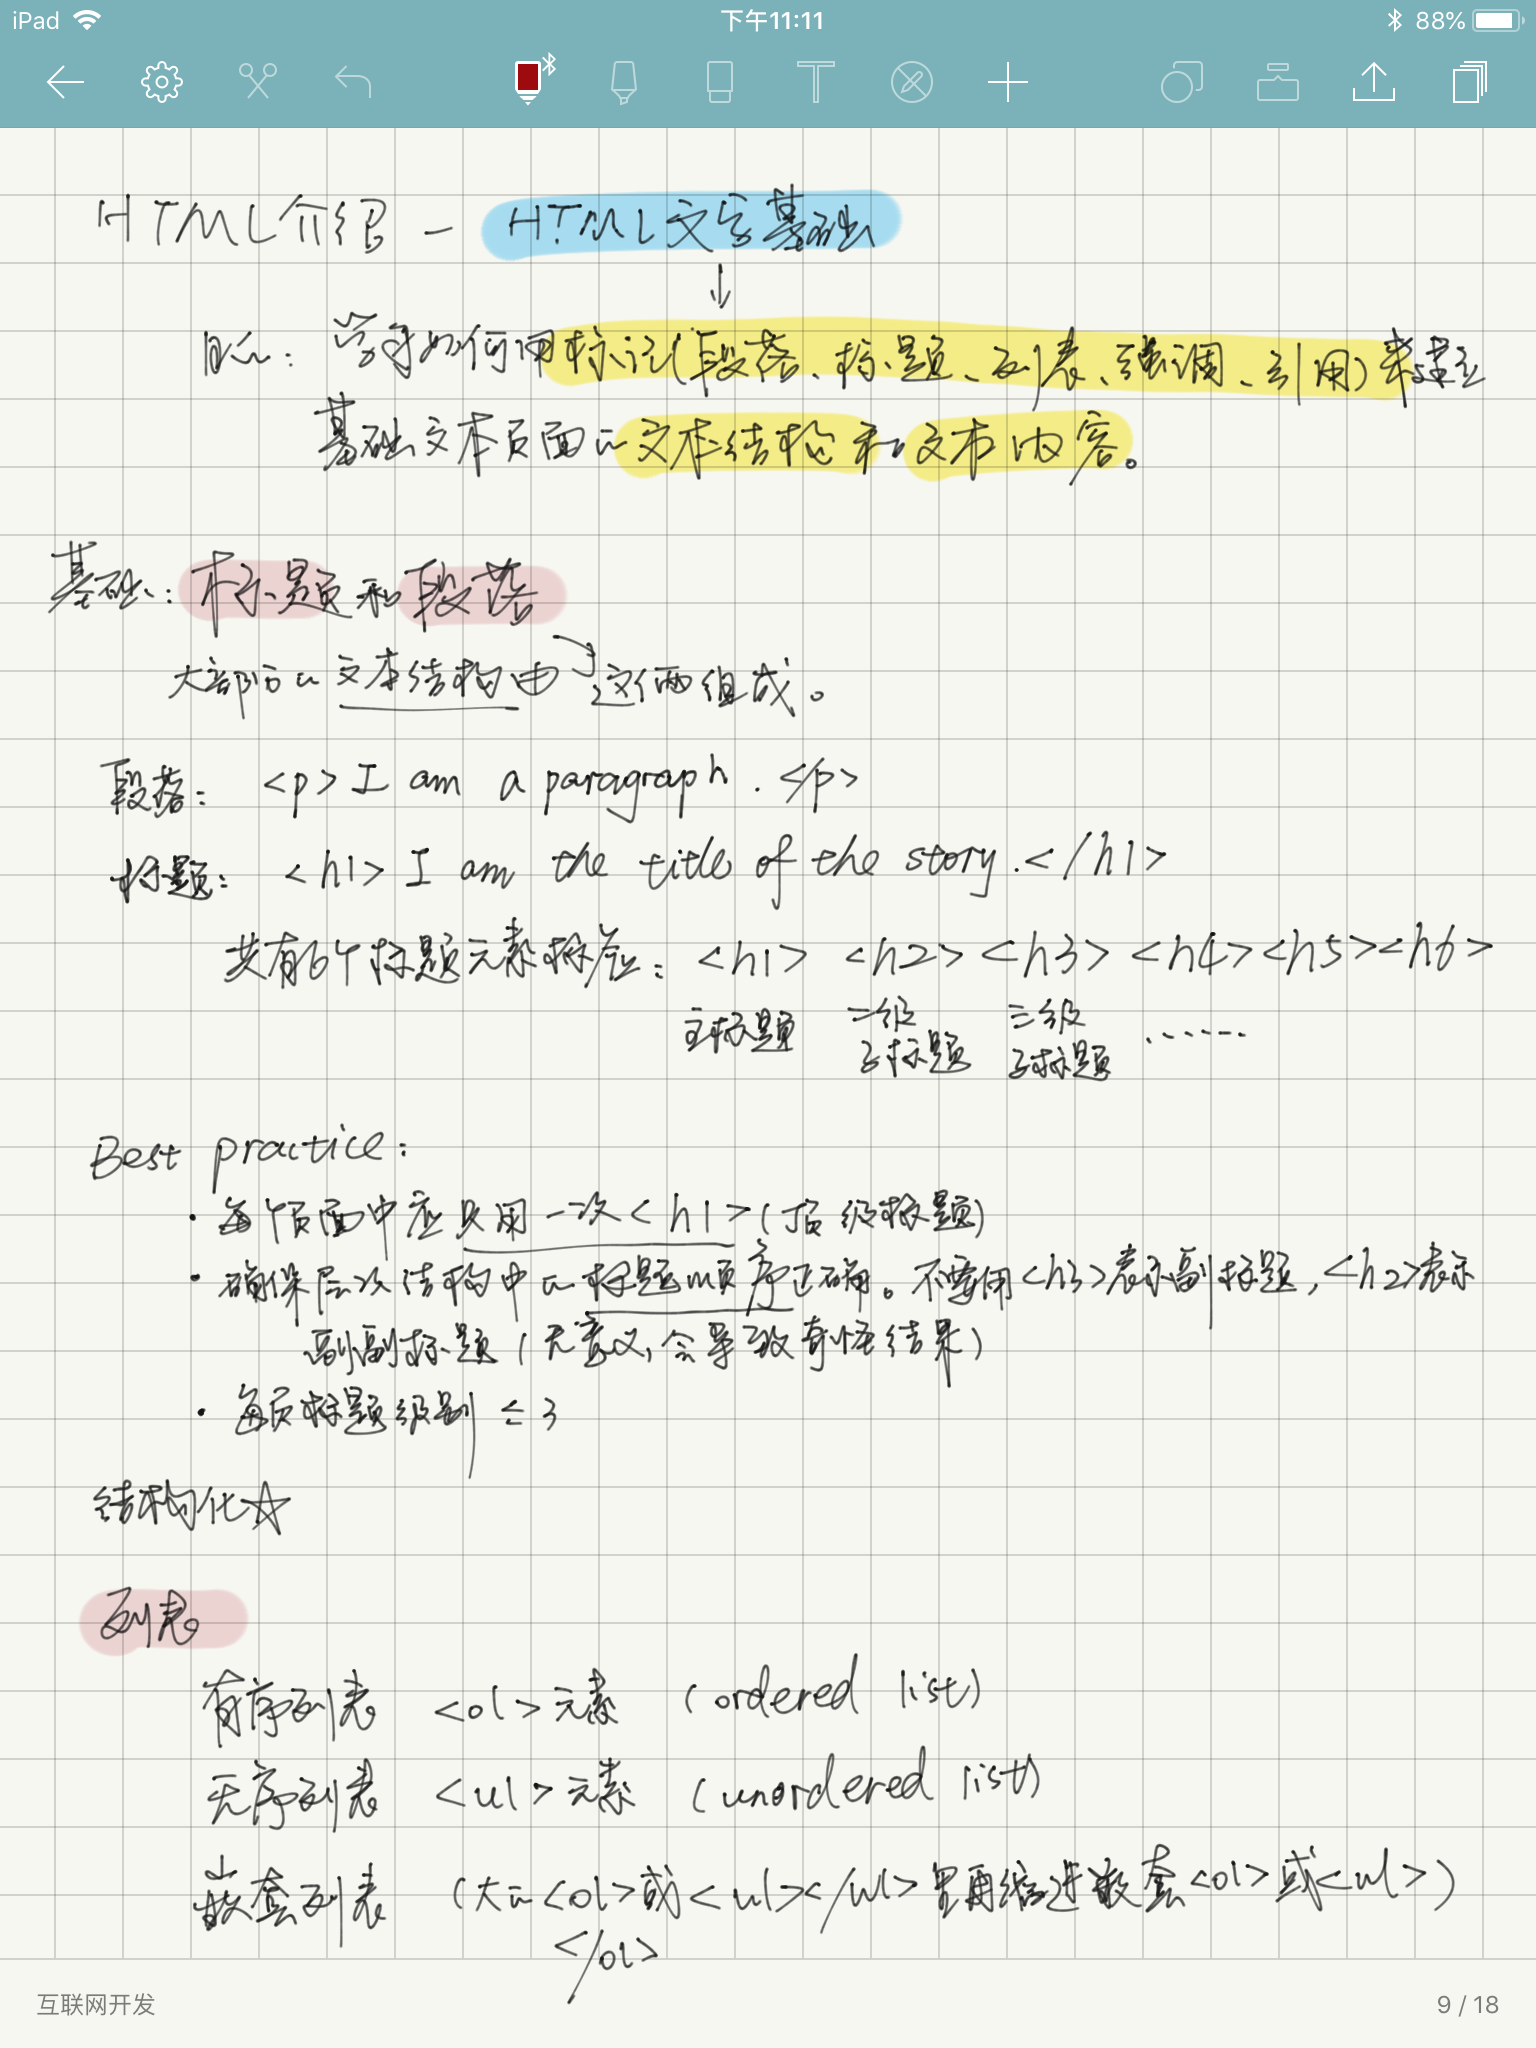 iPad 下午11:11 88%
HTML介绍 — HTML文字基础
↓
目的：学习如何用标记(段落、标题、列表、强调、引用)来建立
基础文本页面的文本结构和文本内容。
基础：标题和段落
大部分的文本结构由这俩组成。
段落：<p>I am a paragraph.</p>
标题：<h1>I am the title of the story.</h1>
共有6个标题元素标签：<h1> <h2> <h3> <h4> <h5> <h6>
主标题 二级子标题 三级子标题 ······
Best practice：
· 每个页面中应只用一次<h1>(顶级标题)
· 确保层次结构中的标题顺序正确。不要用<h3>表示副标题,<h2>表示
副副标题(无意义,会导致奇怪结果)
· 每页标题级别 ≤ 3
结构化☆
列表
有序列表 <ol>元素 (ordered list)
无序列表 <ul>元素 (unordered list)
嵌套列表 (大的<ol>或<ul></ul>里再缩进嵌套<ol>或<ul>)
</ol>
互联网开发 9 / 18